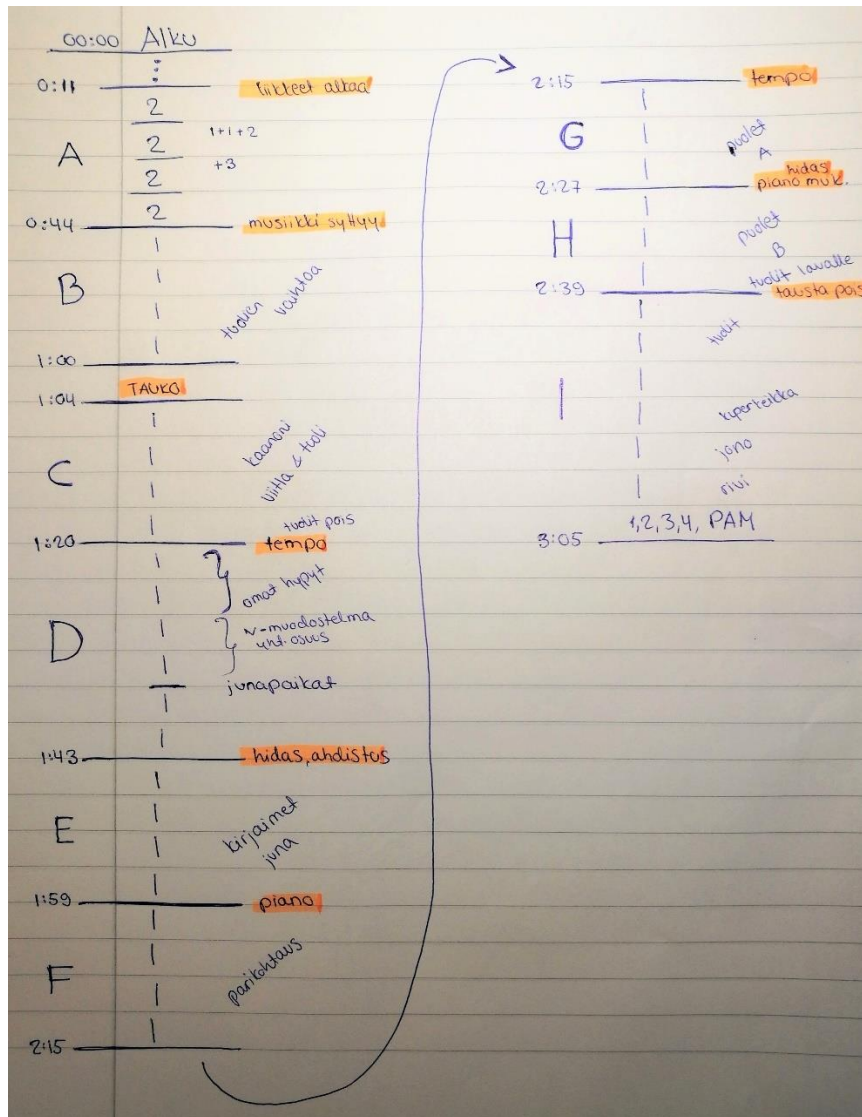 00:00 Alku
0:11 liikkeet alkaa
2
2
1+1+2
A
2
+3
2
0:44 musiikki syttyy
B
tuolien vaihtoa
1:00
TAUKO
1:04
kaanoni
viitta & tuoli
C
tuolit pois
1:20 tempo
omat hypyt
V-muodostelma
yht.osuus
D
junapaikat
1:43 hidas, ahdistus
kirjaimet
juna
E
1:59 piano
parikohtaus
F
2:15
2:15 tempo
G
puolet
A
hidas
2:27 piano muk.
H
puolet
B
tuolit lavalle
2:39 tausta pois
tuolit
I
kuperkeikka
jono
rivi
1,2,3,4, PAM
3:05